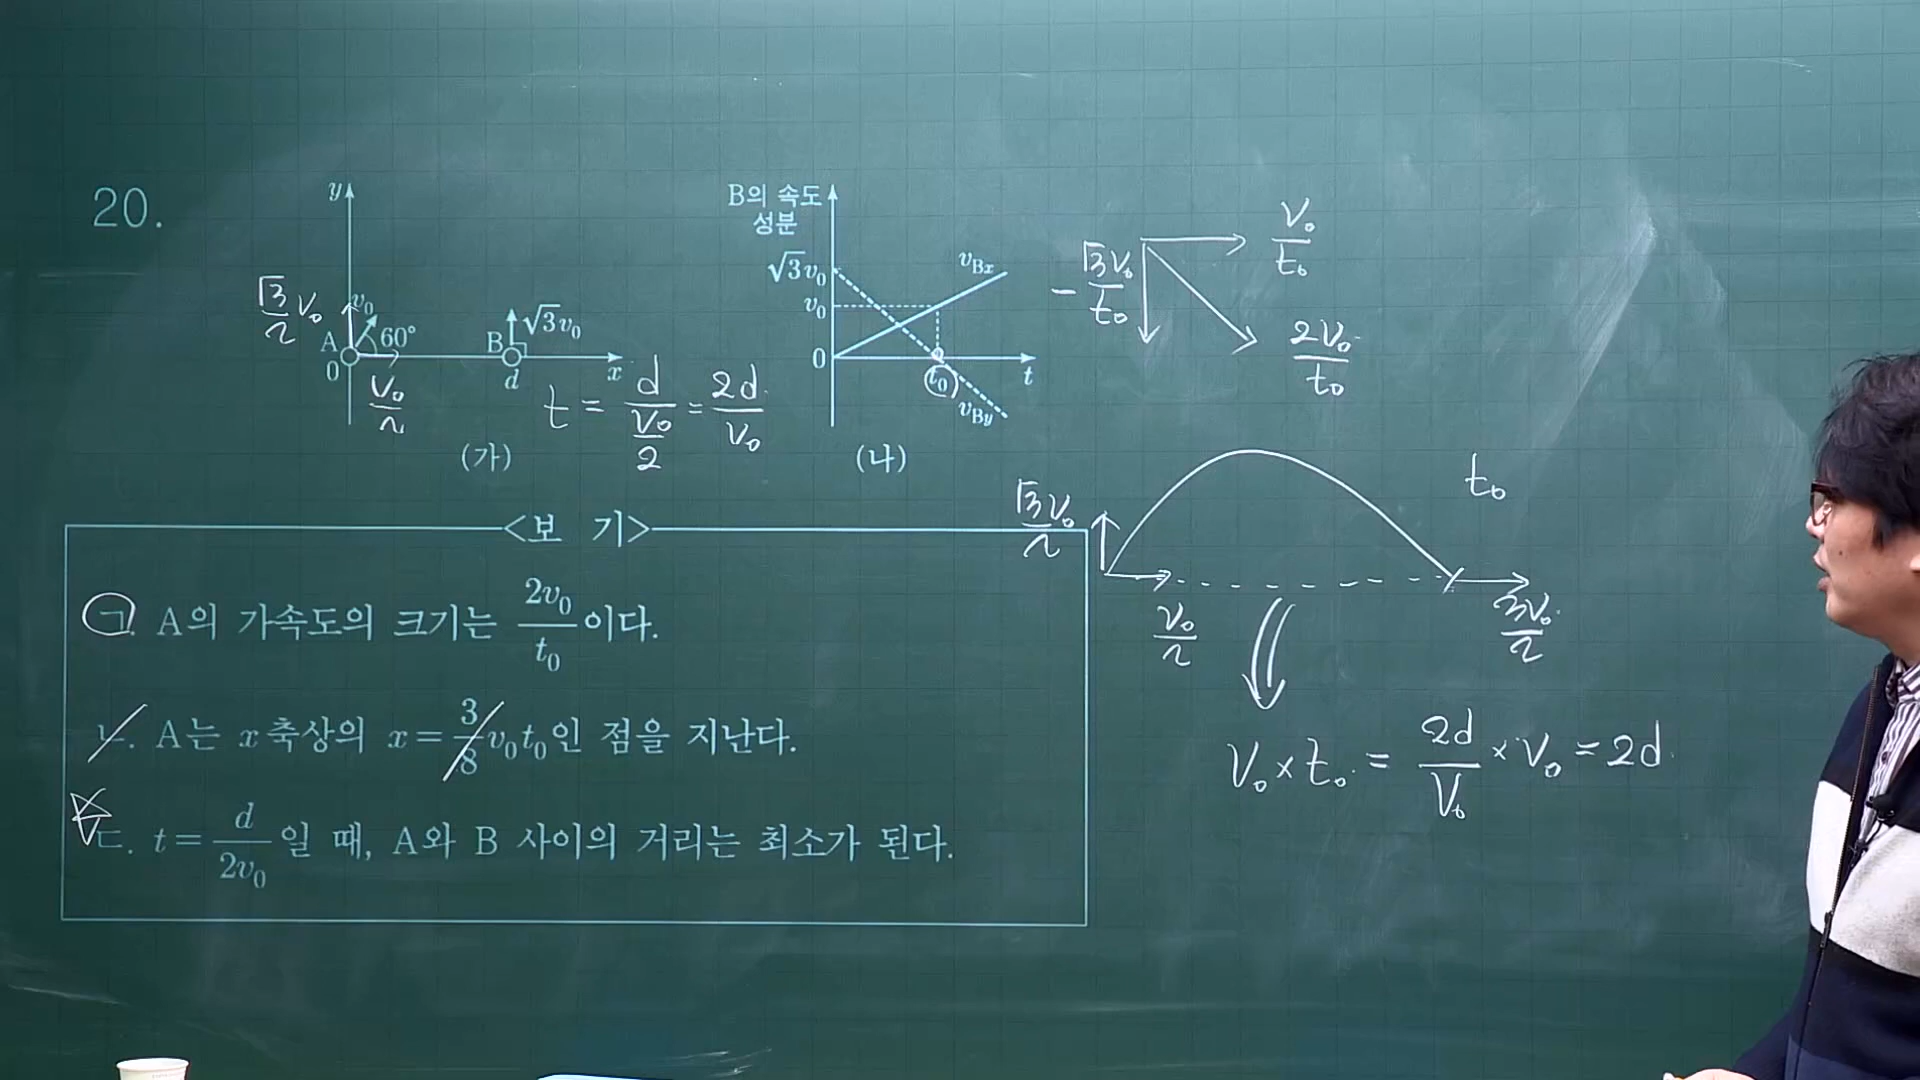 20.
y
√3/2 v₀
v₀
A
60°
0
v₀/2
B
√3v₀
d
x
t = d/(v₀/2) = 2d/v₀
(가)
B의 속도
성분
√3v₀
v₀
0
t₀
t
v_Bx
v_By
(나)
-√3v₀/t₀
v₀/t₀
2v₀/t₀
<보 기>
ㄱ. A의 가속도의 크기는 2v₀/t₀이다.
ㄴ. A는 x축상의 x = 3/8 v₀t₀인 점을 지난다.
ㄷ. t = d/2v₀일 때, A와 B 사이의 거리는 최소가 된다.
t₀
√3v₀/2
v₀/2
3v₀/2
v₀ × t₀ = 2d/v₀ × v₀ = 2d